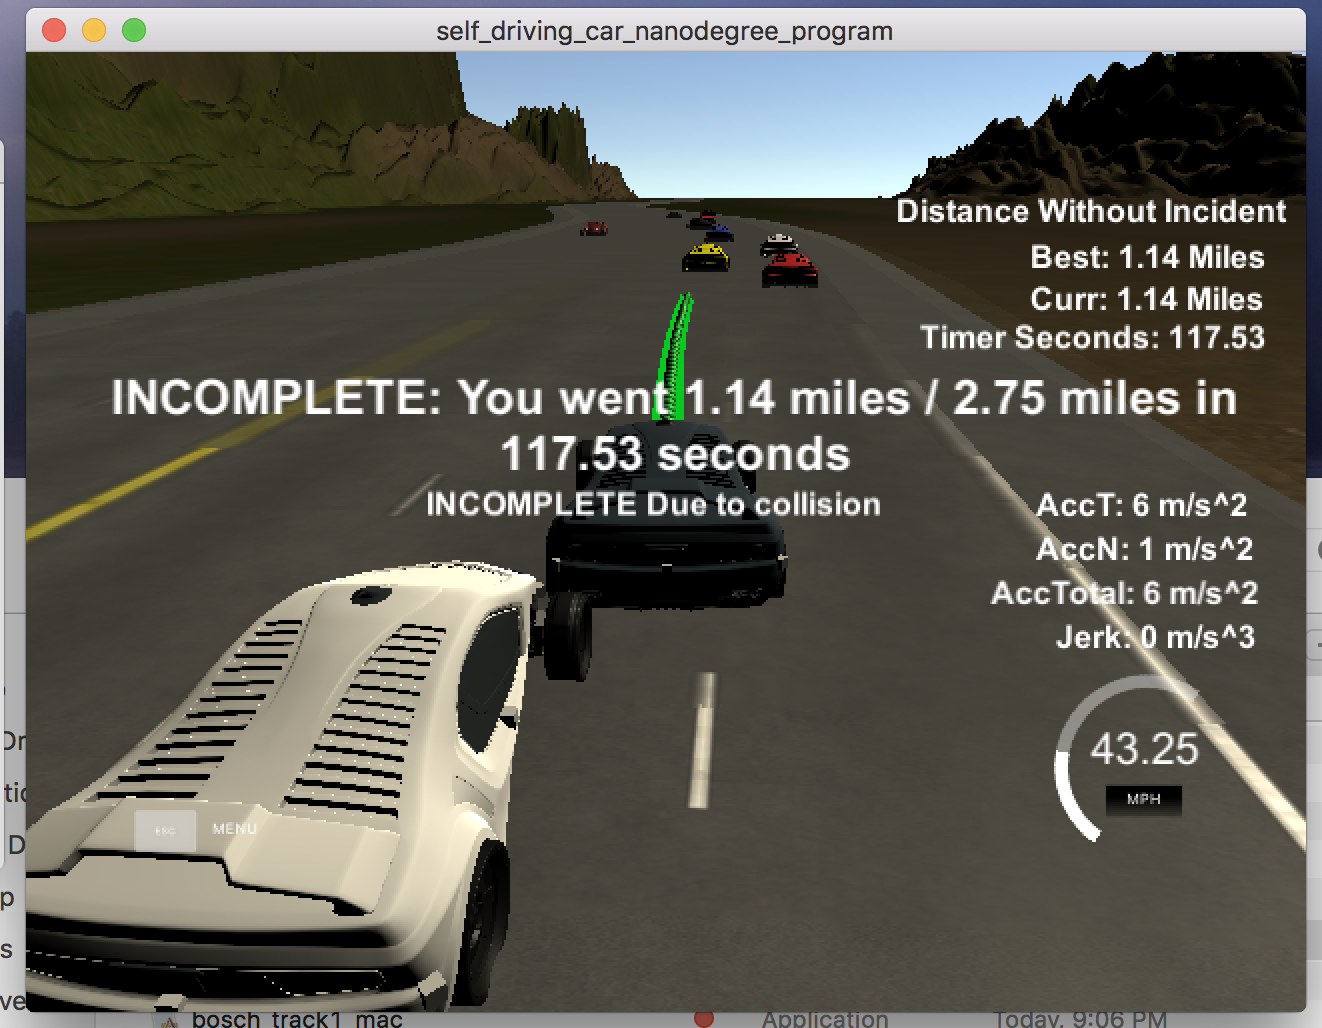 self_driving_car_nanodegree_program
Distance Without Incident
Best: 1.14 Miles
Curr: 1.14 Miles
Timer Seconds: 117.53
INCOMPLETE: You went 1.14 miles / 2.75 miles in
117.53 seconds
INCOMPLETE Due to collision
AccT: 6 m/s^2
AccN: 1 m/s^2
AccTotal: 6 m/s^2
Jerk: 0 m/s^3
43.25
MPH
ESC MENU
bosch_track1_mac Application Today, 9:06 PM